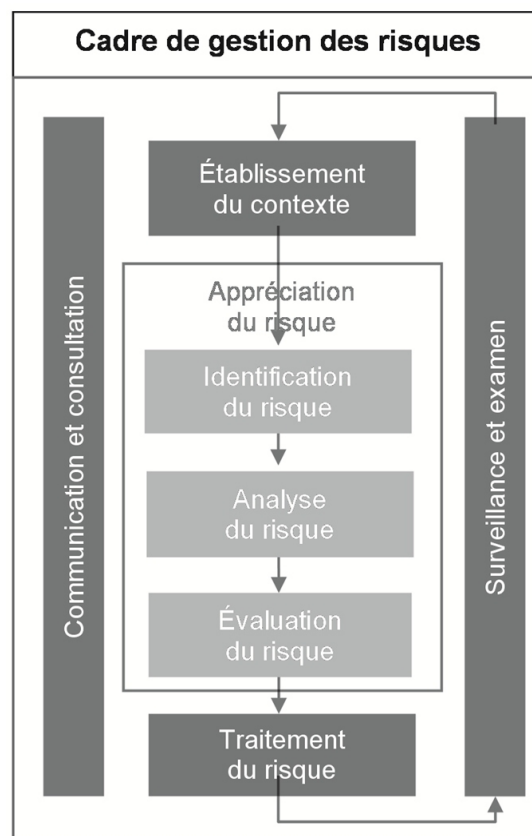 Cadre de gestion des risques
Communication et consultation
Établissement
du contexte
Appréciation
du risque
Identification
du risque
Analyse
du risque
Évaluation
du risque
Traitement
du risque
Surveillance et examen